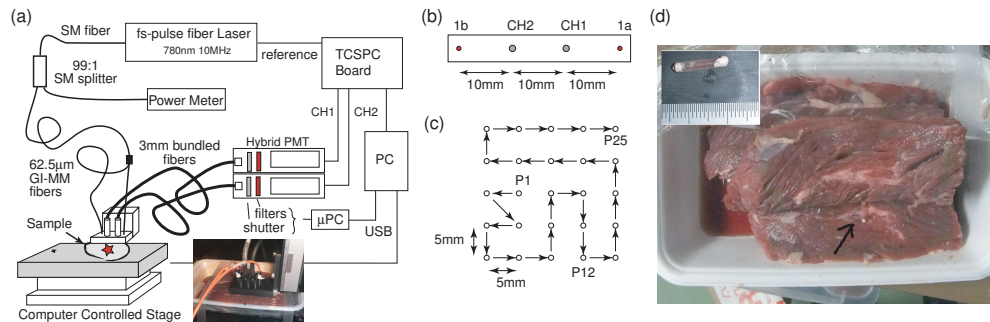 (a)
SM fiber
fs-pulse fiber Laser
780nm 10MHz
reference
TCSPC
Board
99:1
SM splitter
Power Meter
CH1
CH2
Hybrid PMT
3mm bundled
fibers
PC
62.5µm
GI-MM
fibers
filters
shutter
µPC
USB
Sample
Computer Controlled Stage
(b)
1b
CH2
CH1
1a
10mm
10mm
10mm
(c)
P25
P1
5mm
P12
5mm
(d)